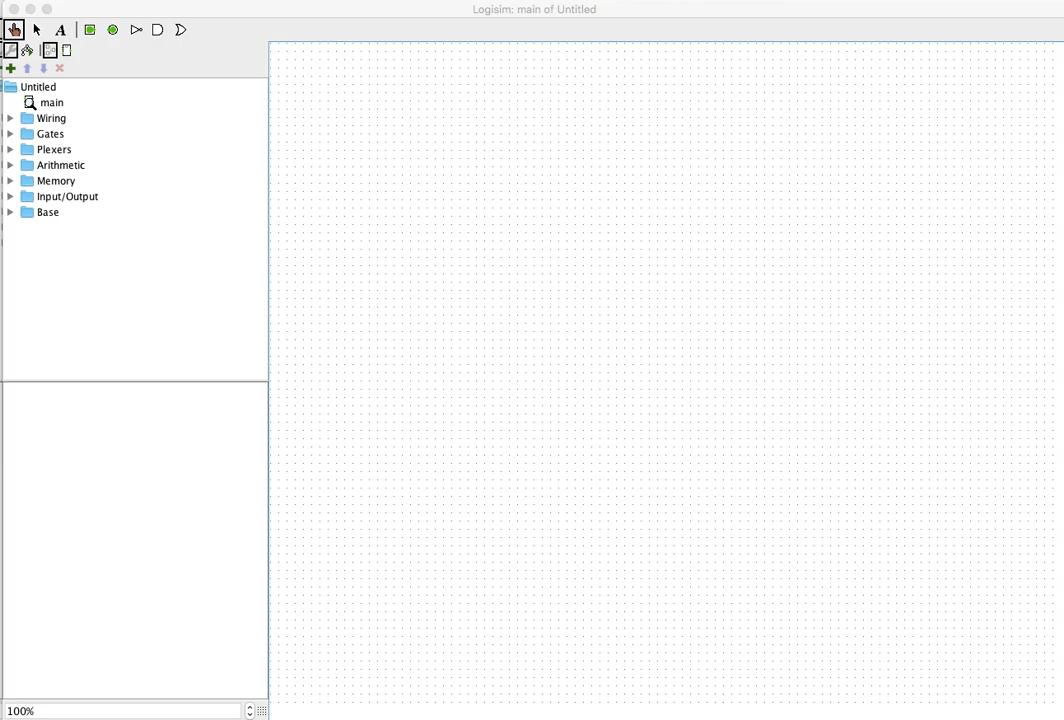 Logisim: main of Untitled
A
Untitled
main
Wiring
Gates
Plexers
Arithmetic
Memory
Input/Output
Base
100%